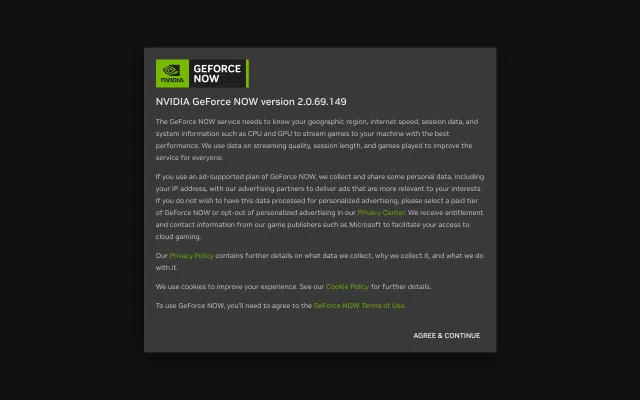 NVIDIA
GEFORCE
NOW
NVIDIA GeForce NOW version 2.0.69.149
The GeForce NOW service needs to know your geographic region, internet speed, session data, and
system information such as CPU and GPU to stream games to your machine with the best
performance. We use data on streaming quality, session length, and games played to improve the
service for everyone.
If you use an ad-supported plan of GeForce NOW, we collect and share some personal data, including
your IP address, with our advertising partners to deliver ads that are more relevant to your interests.
If you do not wish to have this data processed for personalized advertising, please select a paid tier
of GeForce NOW or opt-out of personalized advertising in our Privacy Center. We receive entitlement
and contact information from our game publishers such as Microsoft to facilitate your access to
cloud gaming.
Our Privacy Policy contains further details on what data we collect, why we collect it, and what we do
with it.
We use cookies to improve your experience. See our Cookie Policy for further details.
To use GeForce NOW, you'll need to agree to the GeForce NOW Terms of Use.
AGREE & CONTINUE